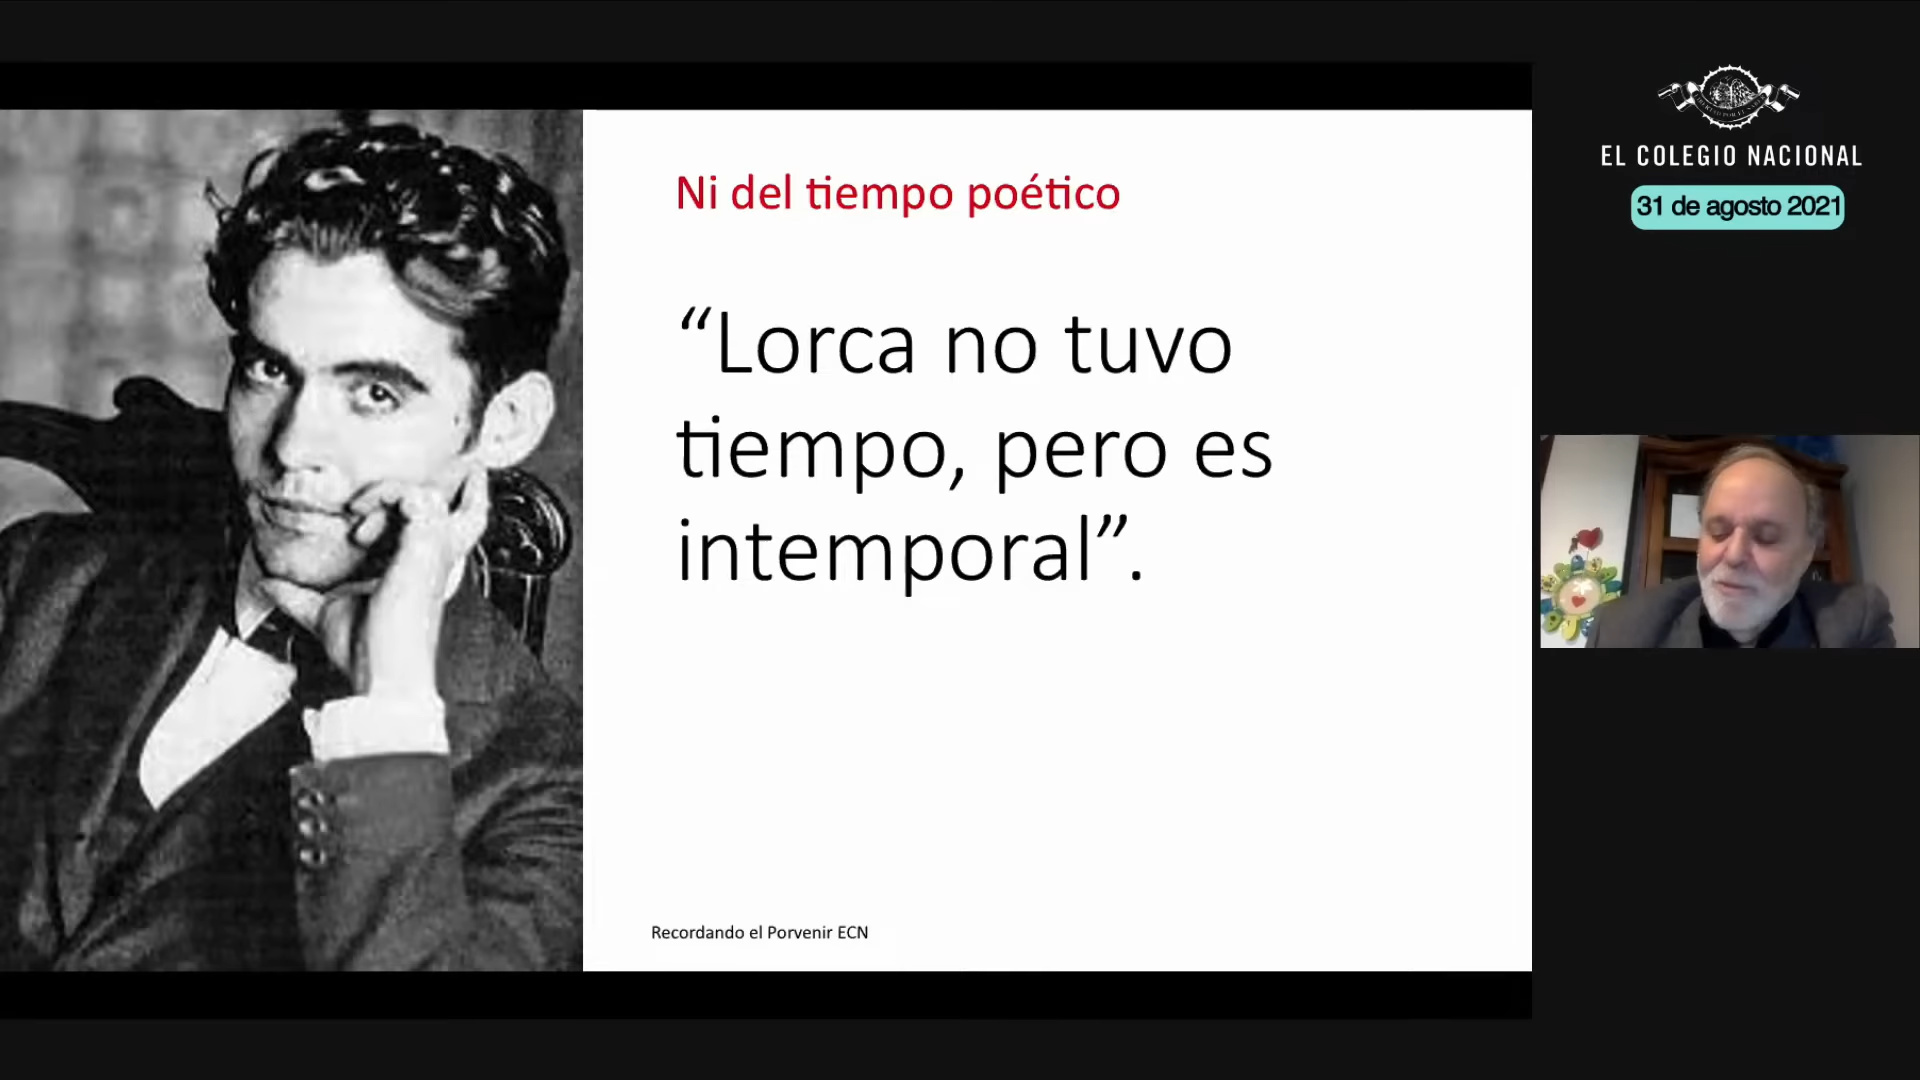 Ni del tiempo poético
“Lorca no tuvo
tiempo, pero es
intemporal”.
Recordando el Porvenir ECN
EL COLEGIO NACIONAL
31 de agosto 2021